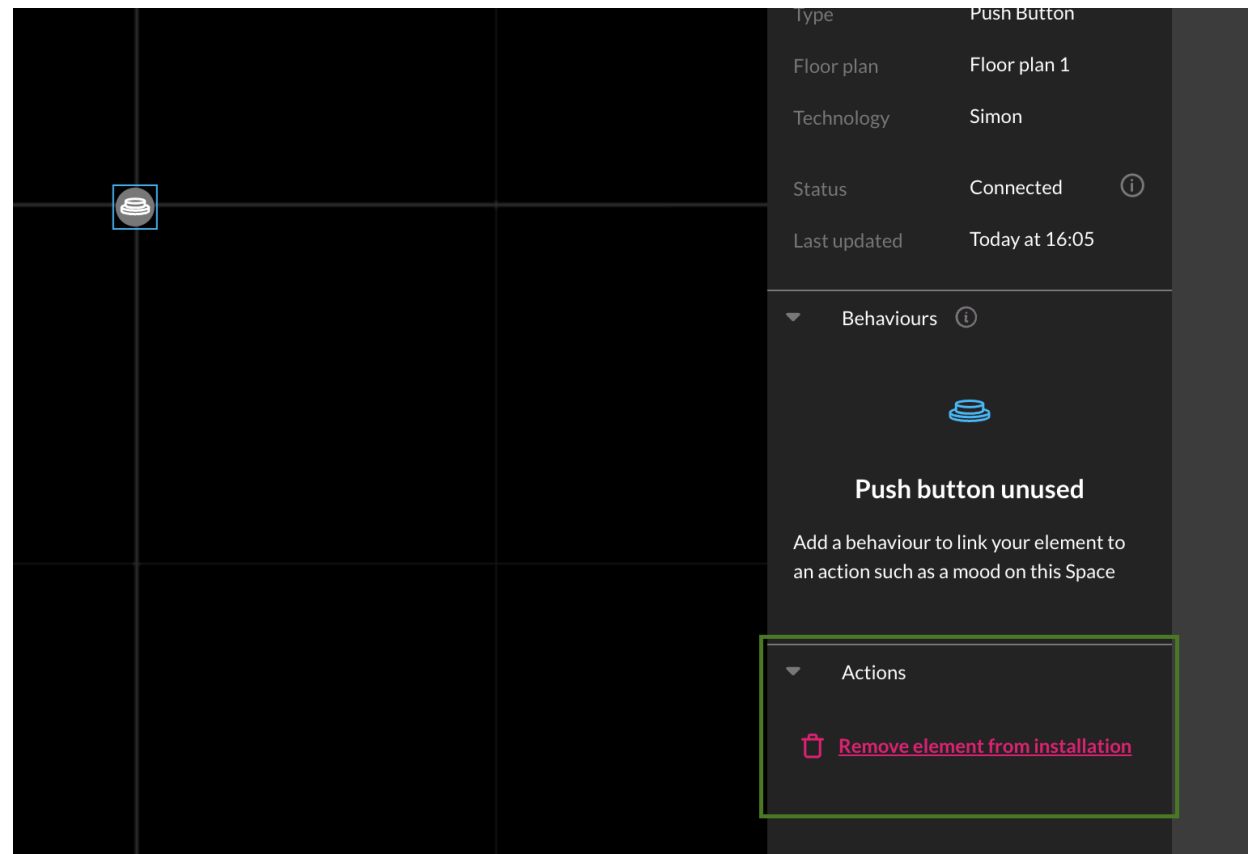 Type Push Button
Floor plan Floor plan 1
Technology Simon
Status Connected
Last updated Today at 16:05
Behaviours
Push button unused
Add a behaviour to link your element to
an action such as a mood on this Space
Actions
Remove element from installation